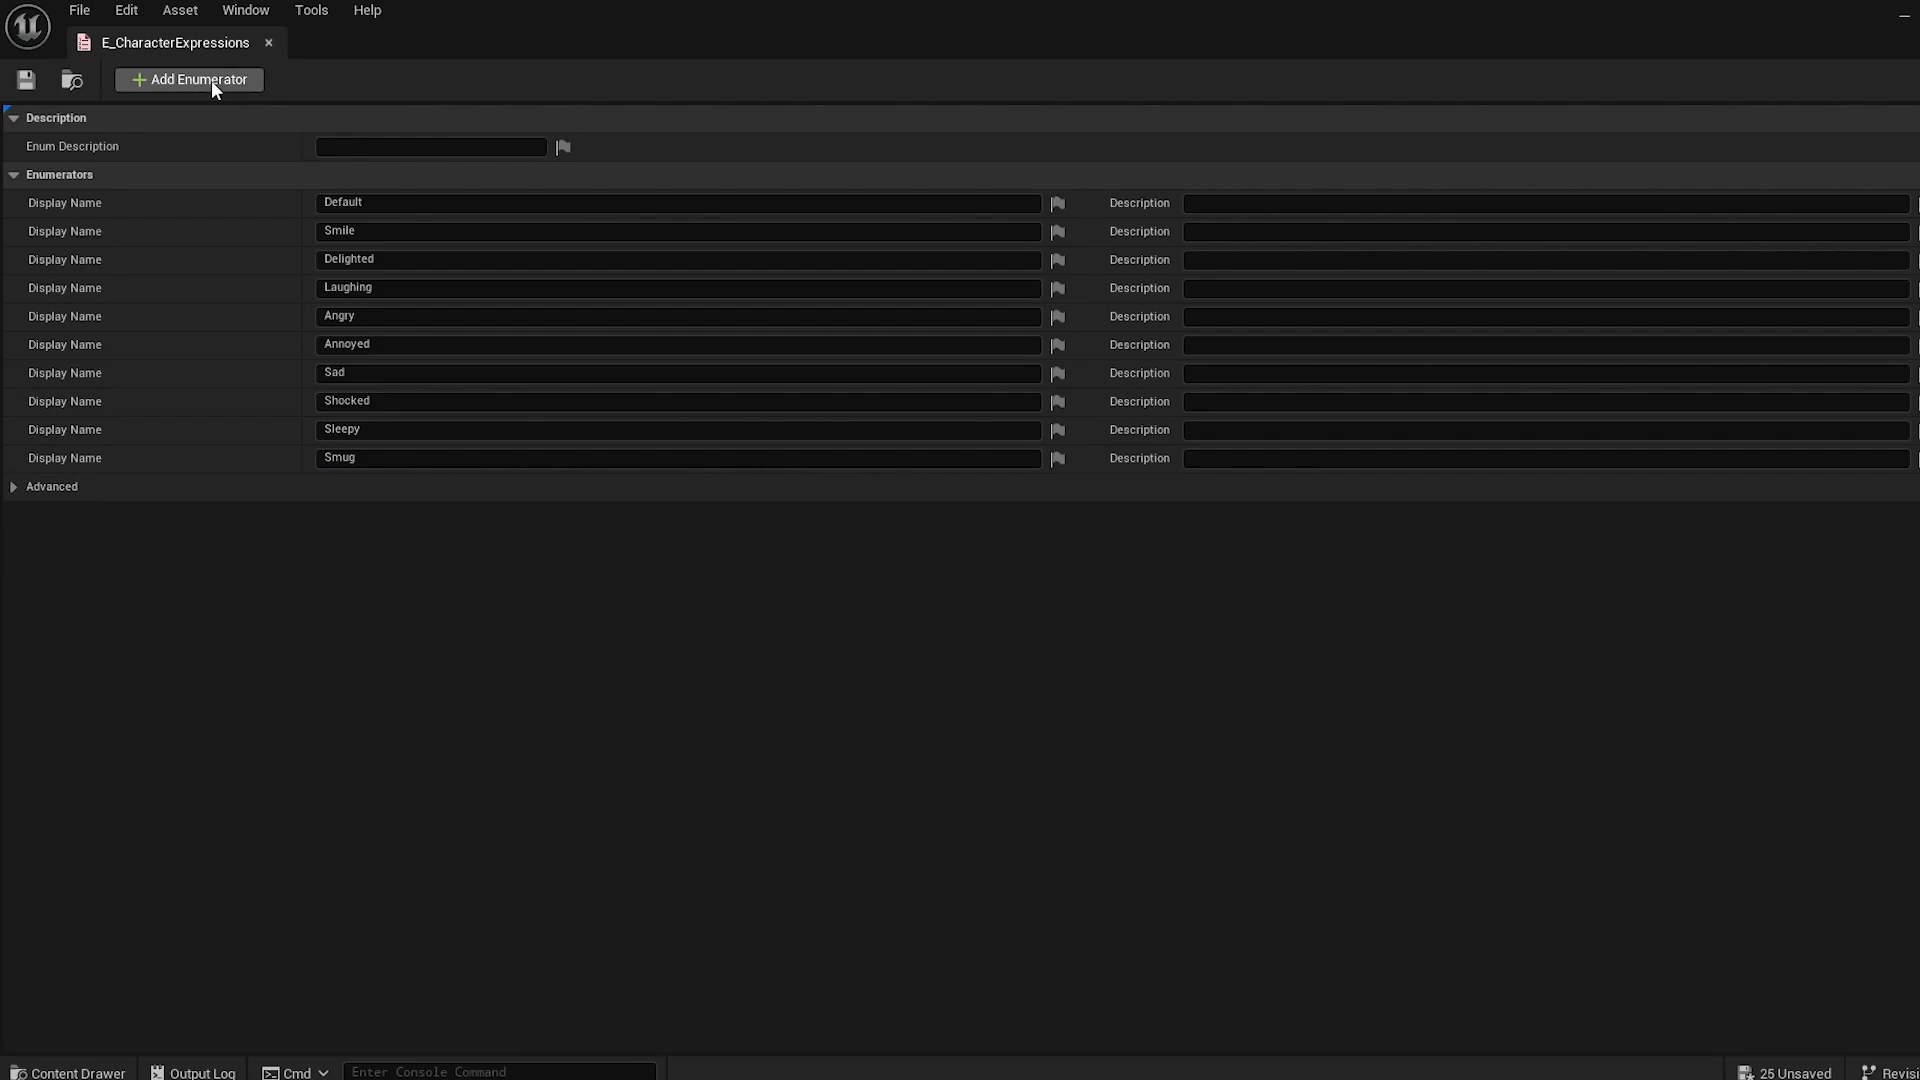 File Edit Asset Window Tools Help
E_CharacterExpressions
Add Enumerator
Description
Enum Description
Enumerators
Display Name Default Description
Display Name Smile Description
Display Name Delighted Description
Display Name Laughing Description
Display Name Angry Description
Display Name Annoyed Description
Display Name Sad Description
Display Name Shocked Description
Display Name Sleepy Description
Display Name Smug Description
Advanced
Content Drawer Output Log Cmd Enter Console Command 25 Unsaved Revisi